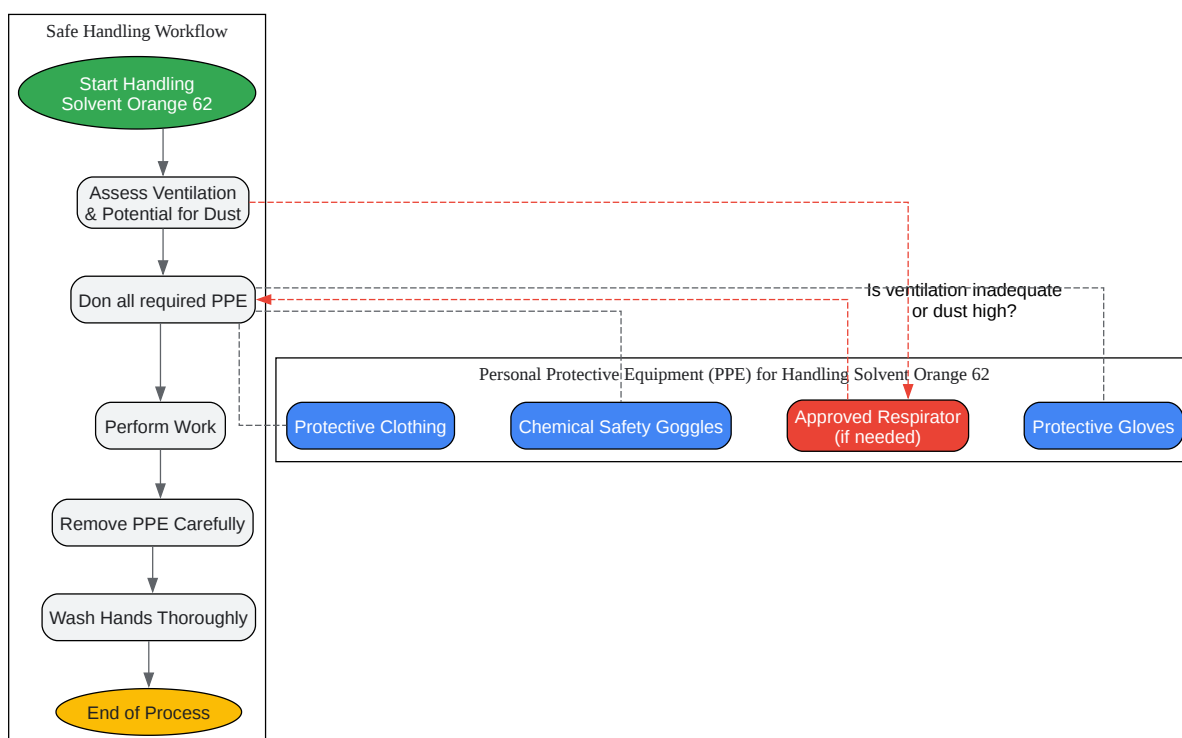 Safe Handling Workflow
Start Handling
Solvent Orange 62
Assess Ventilation
& Potential for Dust
Don all required PPE
Is ventilation inadequate
or dust high?
Personal Protective Equipment (PPE) for Handling Solvent Orange 62
Protective Clothing
Chemical Safety Goggles
Approved Respirator
(if needed)
Protective Gloves
Perform Work
Remove PPE Carefully
Wash Hands Thoroughly
End of Process